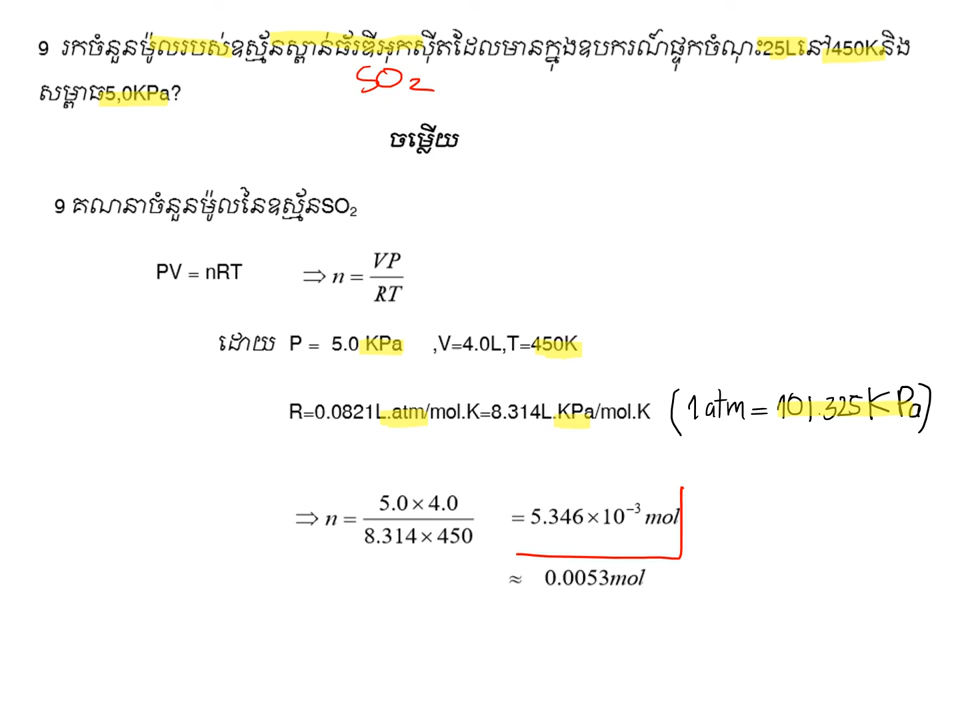 9 រកចំនួនម៉ូលរបស់ឧស្ម័នស្ពាន់ធ័រឌីអុកស៊ីតដែលមានក្នុងឧបករណ៍ផ្ទុកចំណុះ25Lនៅ450Kនិង
សម្ពាធ5,0KPa?
SO2
ចម្លើយ
9 គណនាចំនួនម៉ូលនៃឧស្ម័នSO₂
PV = nRT ⇒ n = VP/RT
ដោយ P = 5.0 KPa ,V=4.0L,T=450K
R=0.0821L.atm/mol.K=8.314L.KPa/mol.K (1 atm = 101.325 KPa)
⇒ n = 5.0 × 4.0 / 8.314 × 450 = 5.346 × 10⁻³ mol
≈ 0.0053mol